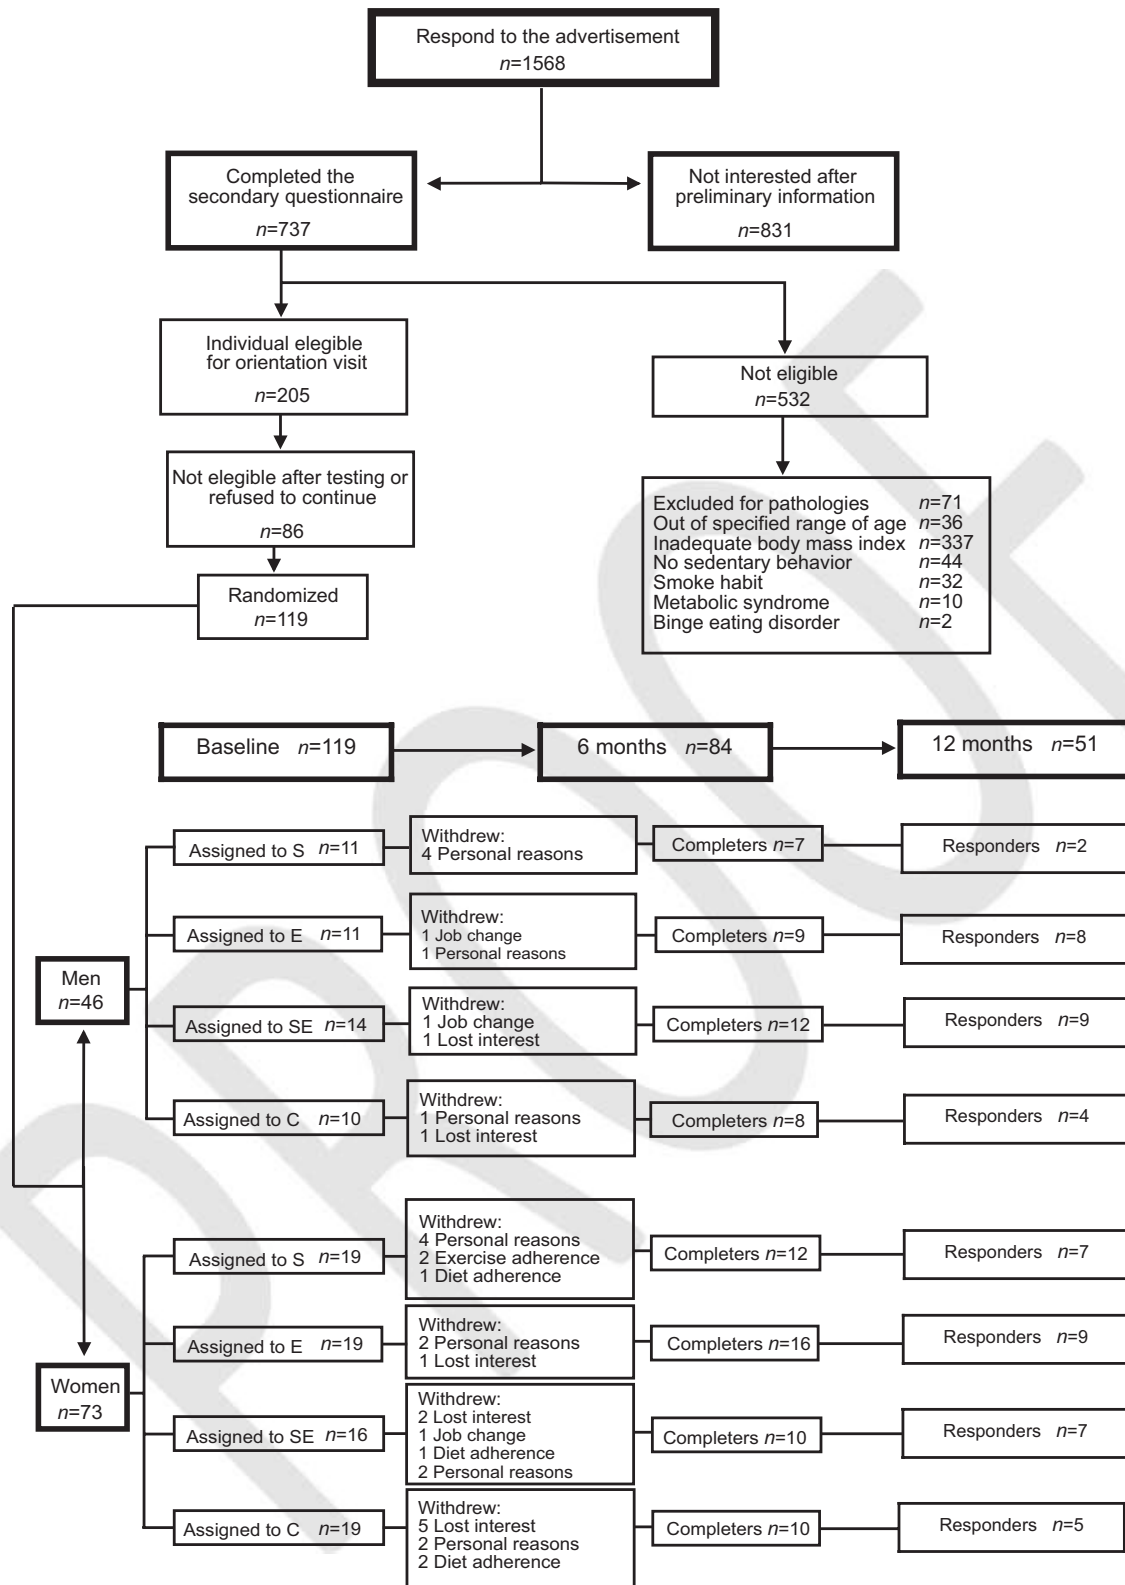 Respond to the advertisement
n=1568
Completed the
secondary questionnaire
n=737
Not interested after
preliminary information
n=831
Individual elegible
for orientation visit
n=205
Not eligible
n=532
Not elegible after testing or
refused to continue
n=86
Excluded for pathologies n=71
Out of specified range of age n=36
Inadequate body mass index n=337
No sedentary behavior n=44
Smoke habit n=32
Metabolic syndrome n=10
Binge eating disorder n=2
Randomized
n=119
Baseline n=119
6 months n=84
12 months n=51
Men
n=46
Assigned to S n=11
Withdrew:
4 Personal reasons
Completers n=7
Responders n=2
Assigned to E n=11
Withdrew:
1 Job change
1 Personal reasons
Completers n=9
Responders n=8
Assigned to SE n=14
Withdrew:
1 Job change
1 Lost interest
Completers n=12
Responders n=9
Assigned to C n=10
1 Personal reasons
1 Lost interest
Completers n=8
Responders n=4
Women
n=73
Assigned to S n=19
Withdrew:
4 Personal reasons
2 Exercise adherence
1 Diet adherence
Completers n=12
Responders n=7
Assigned to E n=19
Withdrew:
2 Personal reasons
1 Lost interest
Completers n=16
Responders n=9
Assigned to SE n=16
Withdrew:
2 Lost interest
1 Job change
1 Diet adherence
2 Personal reasons
Completers n=10
Responders n=7
Assigned to C n=19
Withdrew:
5 Lost interest
2 Personal reasons
2 Diet adherence
Completers n=10
Responders n=5
PROOF